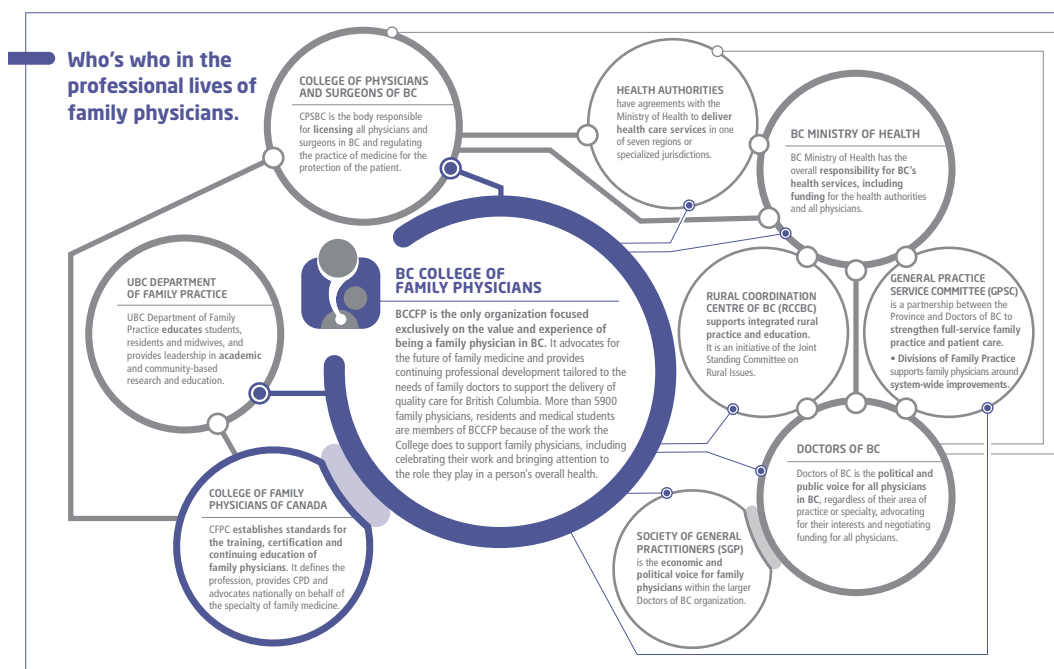 Who's who in the
professional lives of
family physicians.
COLLEGE OF PHYSICIANS
AND SURGEONS OF BC
CPSBC is the body responsible
for licensing all physicians and
surgeons in BC and regulating
the practice of medicine for the
protection of the patient.
HEALTH AUTHORITIES
have agreements with the
Ministry of Health to deliver
health care services in one
of seven regions or
specialized jurisdictions.
BC MINISTRY OF HEALTH
BC Ministry of Health has the
overall responsibility for BC's
health services, including
funding for the health authorities
and all physicians.
UBC DEPARTMENT
OF FAMILY PRACTICE
UBC Department of Family
Practice educates students,
residents and midwives, and
provides leadership in academic
and community-based
research and education.
BC COLLEGE OF
FAMILY PHYSICIANS
BCCFP is the only organization focused
exclusively on the value and experience of
being a family physician in BC. It advocates for
the future of family medicine and provides
continuing professional development tailored to the
needs of family doctors to support the delivery of
quality care for British Columbia. More than 5900
family physicians, residents and medical students
are members of BCCFP because of the work the
College does to support family physicians, including
celebrating their work and bringing attention to
the role they play in a person's overall health.
RURAL COORDINATION
CENTRE OF BC (RCCBC)
supports integrated rural
practice and education.
It is an initiative of the Joint
Standing Committee on
Rural Issues.
GENERAL PRACTICE
SERVICE COMMITTEE (GPSC)
is a partnership between the
Province and Doctors of BC to
strengthen full-service family
practice and patient care.
• Divisions of Family Practice
supports family physicians around
system-wide improvements.
COLLEGE OF FAMILY
PHYSICIANS OF CANADA
CFPC establishes standards for
the training, certification and
continuing education of
family physicians. It defines the
profession, provides CPD and
advocates nationally on behalf of
the specialty of family medicine.
SOCIETY OF GENERAL
PRACTITIONERS (SGP)
is the economic and
political voice for family
physicians within the larger
Doctors of BC organization.
DOCTORS OF BC
Doctors of BC is the political and
public voice for all physicians
in BC, regardless of their area of
practice or specialty, advocating
for their interests and negotiating
funding for all physicians.